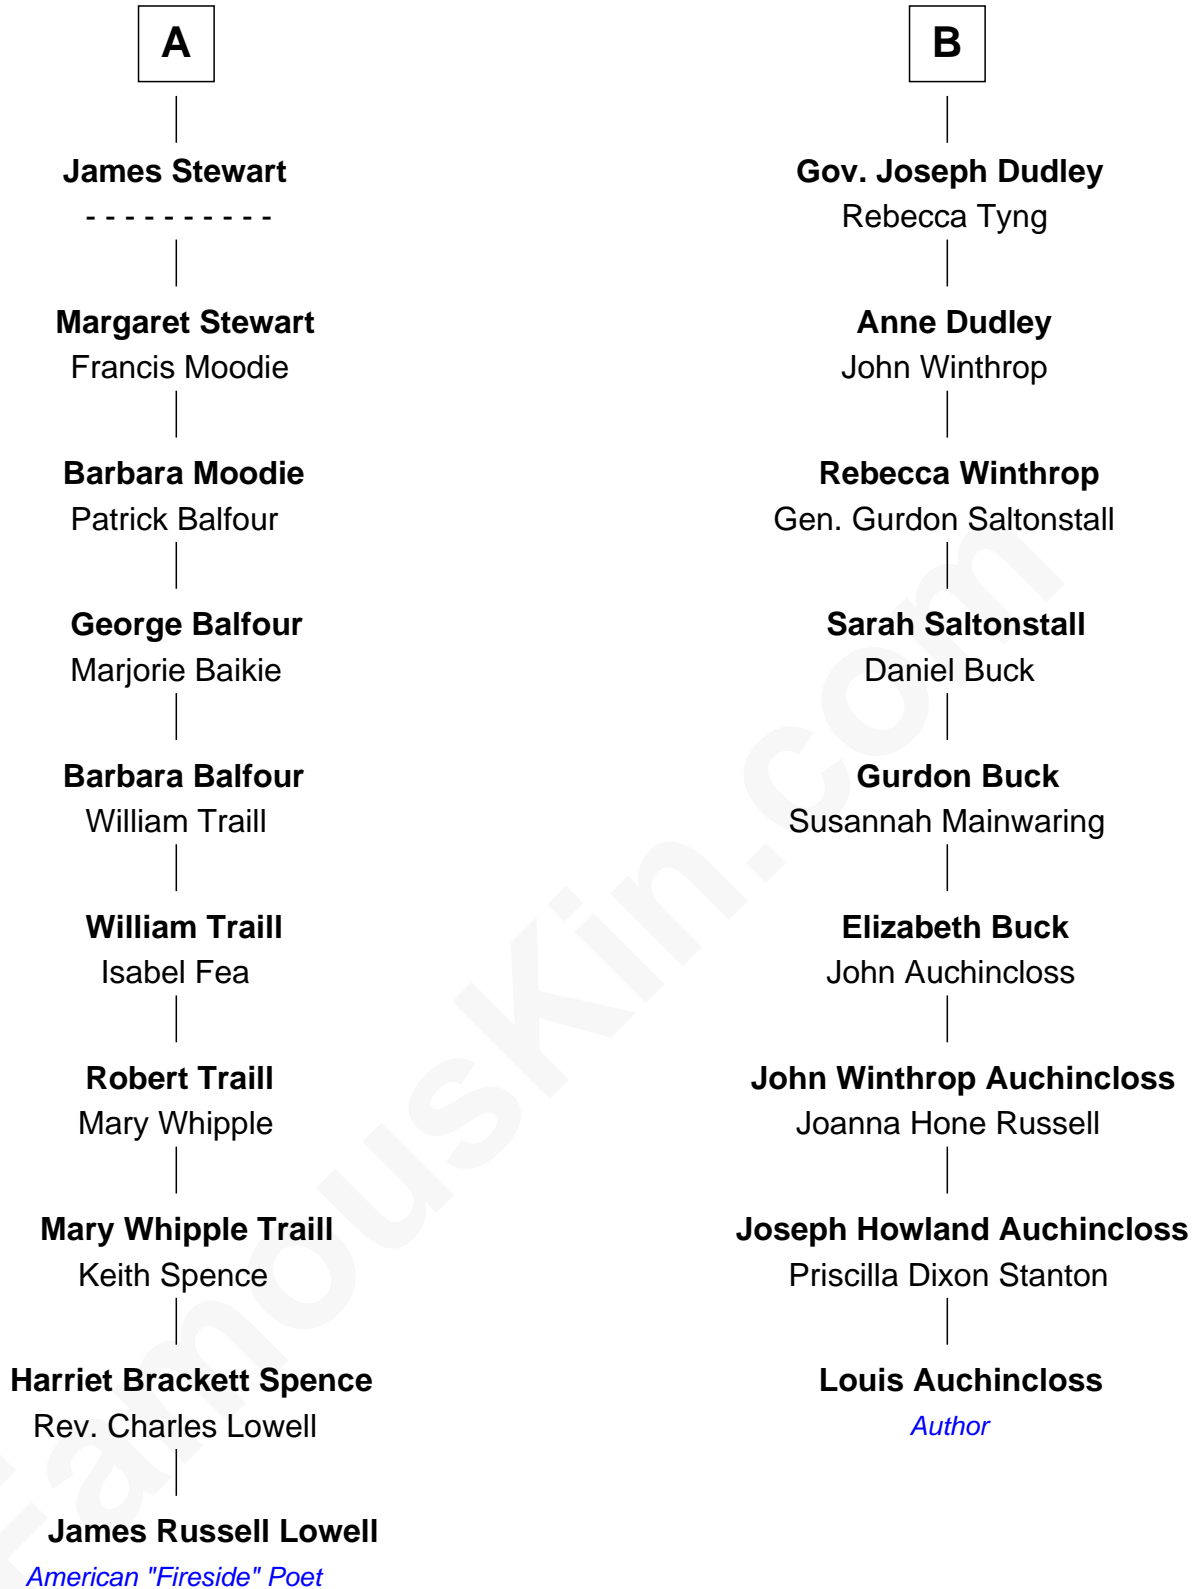 A
James Stewart
- - - - - - - - - -
Margaret Stewart
Francis Moodie
Barbara Moodie
Patrick Balfour
George Balfour
Marjorie Baikie
Barbara Balfour
William Traill
William Traill
Isabel Fea
Robert Traill
Mary Whipple
Mary Whipple Traill
Keith Spence
Harriet Brackett Spence
Rev. Charles Lowell
James Russell Lowell
American "Fireside" Poet
B
Gov. Joseph Dudley
Rebecca Tyng
Anne Dudley
John Winthrop
Rebecca Winthrop
Gen. Gurdon Saltonstall
Sarah Saltonstall
Daniel Buck
Gurdon Buck
Susannah Mainwaring
Elizabeth Buck
John Auchincloss
John Winthrop Auchincloss
Joanna Hone Russell
Joseph Howland Auchincloss
Priscilla Dixon Stanton
Louis Auchincloss
Author
FamousKin.com